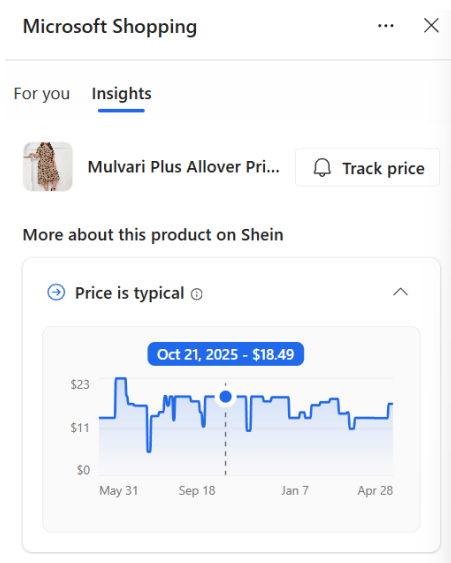 Microsoft Shopping
For you Insights
Mulvari Plus Allover Pri... Track price
More about this product on Shein
Price is typical
Oct 21, 2025 - $18.49
$23
$11
$0
May 31 Sep 18 Jan 7 Apr 28